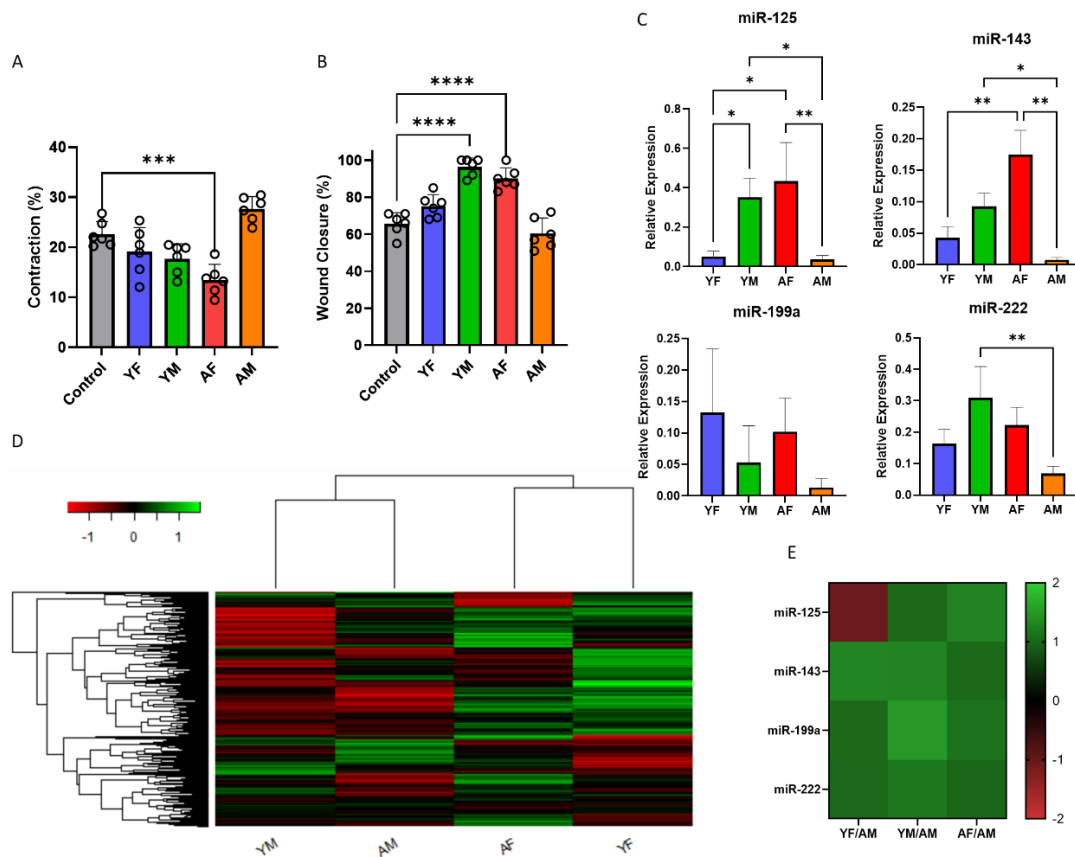 A
Contraction (%)
40
30
20
10
0
***
Control
YF
YM
AF
AM
B
Wound Closure (%)
100
80
60
40
20
0
****
****
Control
YF
YM
AF
AM
C
miR-125
Relative Expression
0.8
0.6
0.4
0.2
0.0
*
*
*
**
YF
YM
AF
AM
miR-143
Relative Expression
0.25
0.20
0.15
0.10
0.05
0.00
*
**
**
YF
YM
AF
AM
miR-199a
Relative Expression
0.25
0.20
0.15
0.10
0.05
0.00
YF
YM
AF
AM
miR-222
Relative Expression
0.5
0.4
0.3
0.2
0.1
0.0
**
YF
YM
AF
AM
D
-1 0 1
YM
AM
AF
YF
E
miR-125
miR-143
miR-199a
miR-222
YF/AM
YM/AM
AF/AM
2
1
0
-1
-2